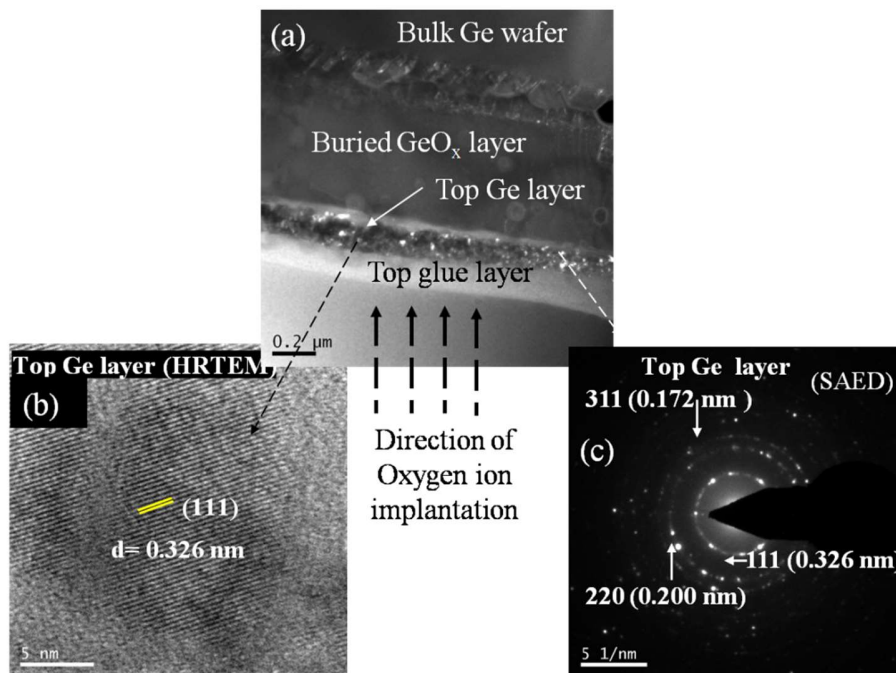 (a)
Bulk Ge wafer
Buried GeOₓ layer
Top Ge layer
Top glue layer
0.2 µm
Direction of
Oxygen ion
implantation
Top Ge layer (HRTEM)
(b)
(111)
d= 0.326 nm
5 nm
Top Ge layer
(SAED)
311 (0.172 nm )
(c)
111 (0.326 nm)
220 (0.200 nm)
5 1/nm